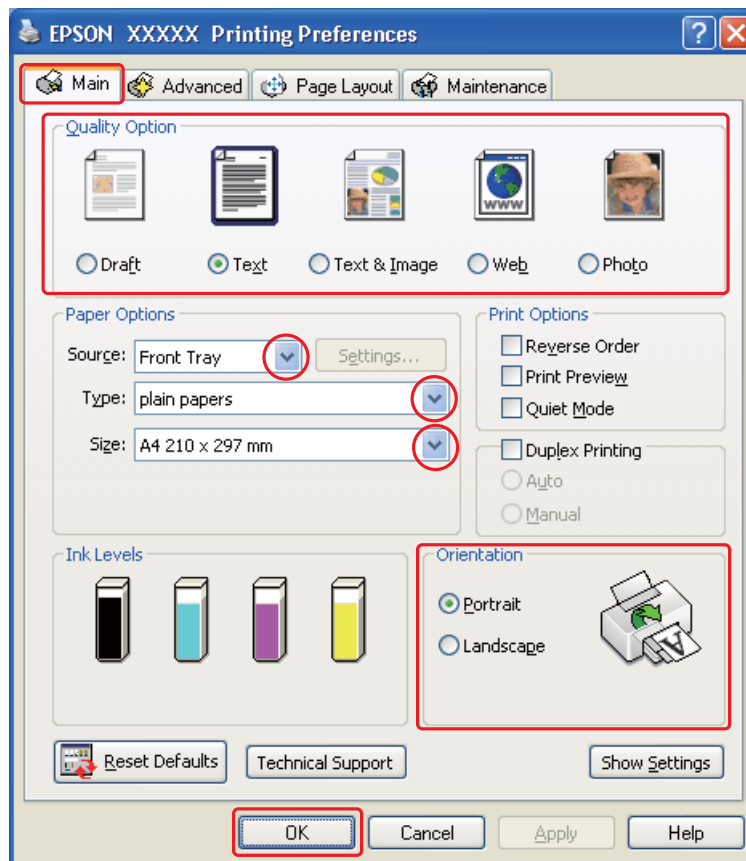 EPSON XXXXX Printing Preferences
Main Advanced Page Layout Maintenance
Quality Option
www
Draft Text Text & Image Web Photo
Paper Options
Source: Front Tray Settings...
Type: plain papers
Size: A4 210 x 297 mm
Print Options
Reverse Order
Print Preview
Quiet Mode
Duplex Printing
Auto
Manual
Ink Levels
Orientation
Portrait
Landscape
A
Reset Defaults Technical Support Show Settings
OK Cancel Apply Help